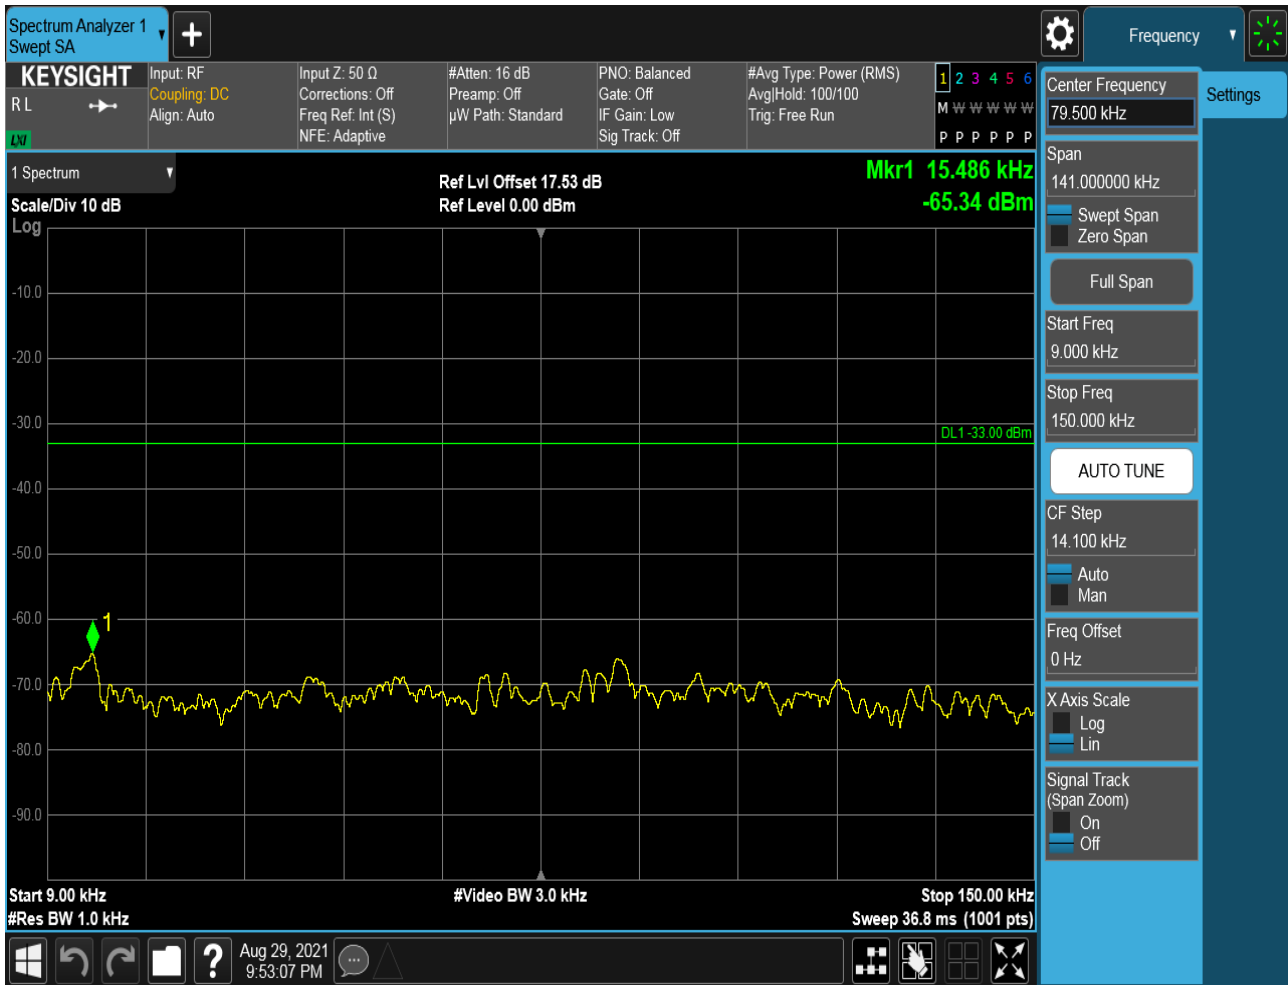 Spectrum Analyzer 1
Swept SA
Frequency
KEYSIGHT
R L
LXI
Input: RF
Coupling: DC
Align: Auto
Input Z: 50 Ω
Corrections: Off
Freq Ref: Int (S)
NFE: Adaptive
#Atten: 16 dB
Preamp: Off
µW Path: Standard
PNO: Balanced
Gate: Off
IF Gain: Low
Sig Track: Off
#Avg Type: Power (RMS)
Avg|Hold: 100/100
Trig: Free Run
1 2 3 4 5 6
M W W W W W
P P P P P P
1 Spectrum
Scale/Div 10 dB
Log
Ref Lvl Offset 17.53 dB
Ref Level 0.00 dBm
Mkr1 15.486 kHz
-65.34 dBm
-10.0
-20.0
-30.0
DL1 -33.00 dBm
-40.0
-50.0
-60.0
1
-70.0
-80.0
-90.0
Start 9.00 kHz
#Res BW 1.0 kHz
#Video BW 3.0 kHz
Stop 150.00 kHz
Sweep 36.8 ms (1001 pts)
?
Aug 29, 2021
9:53:07 PM
Center Frequency
79.500 kHz
Settings
Span
141.000000 kHz
Swept Span
Zero Span
Full Span
Start Freq
9.000 kHz
Stop Freq
150.000 kHz
AUTO TUNE
CF Step
14.100 kHz
Auto
Man
Freq Offset
0 Hz
X Axis Scale
Log
Lin
Signal Track
(Span Zoom)
On
Off